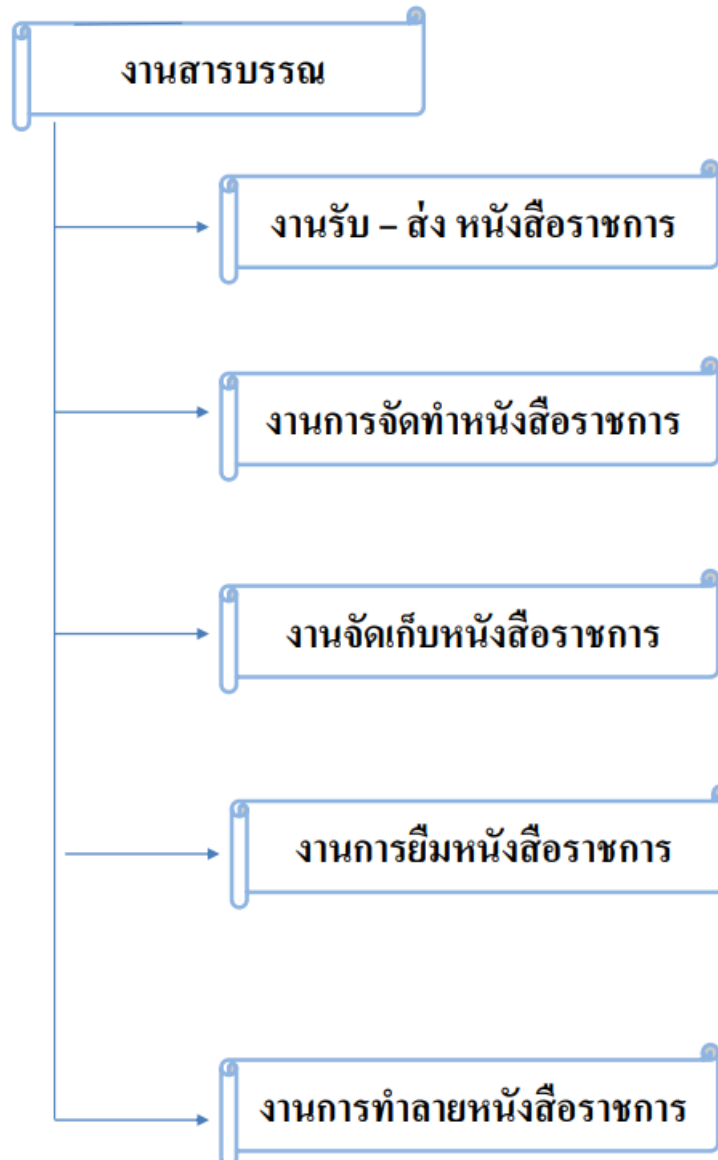 งานสารบรรณ
งานรับ – ส่ง หนังสือราชการ
งานการจัดทำหนังสือราชการ
งานจัดเก็บหนังสือราชการ
งานการยืมหนังสือราชการ
งานการทำลายหนังสือราชการ